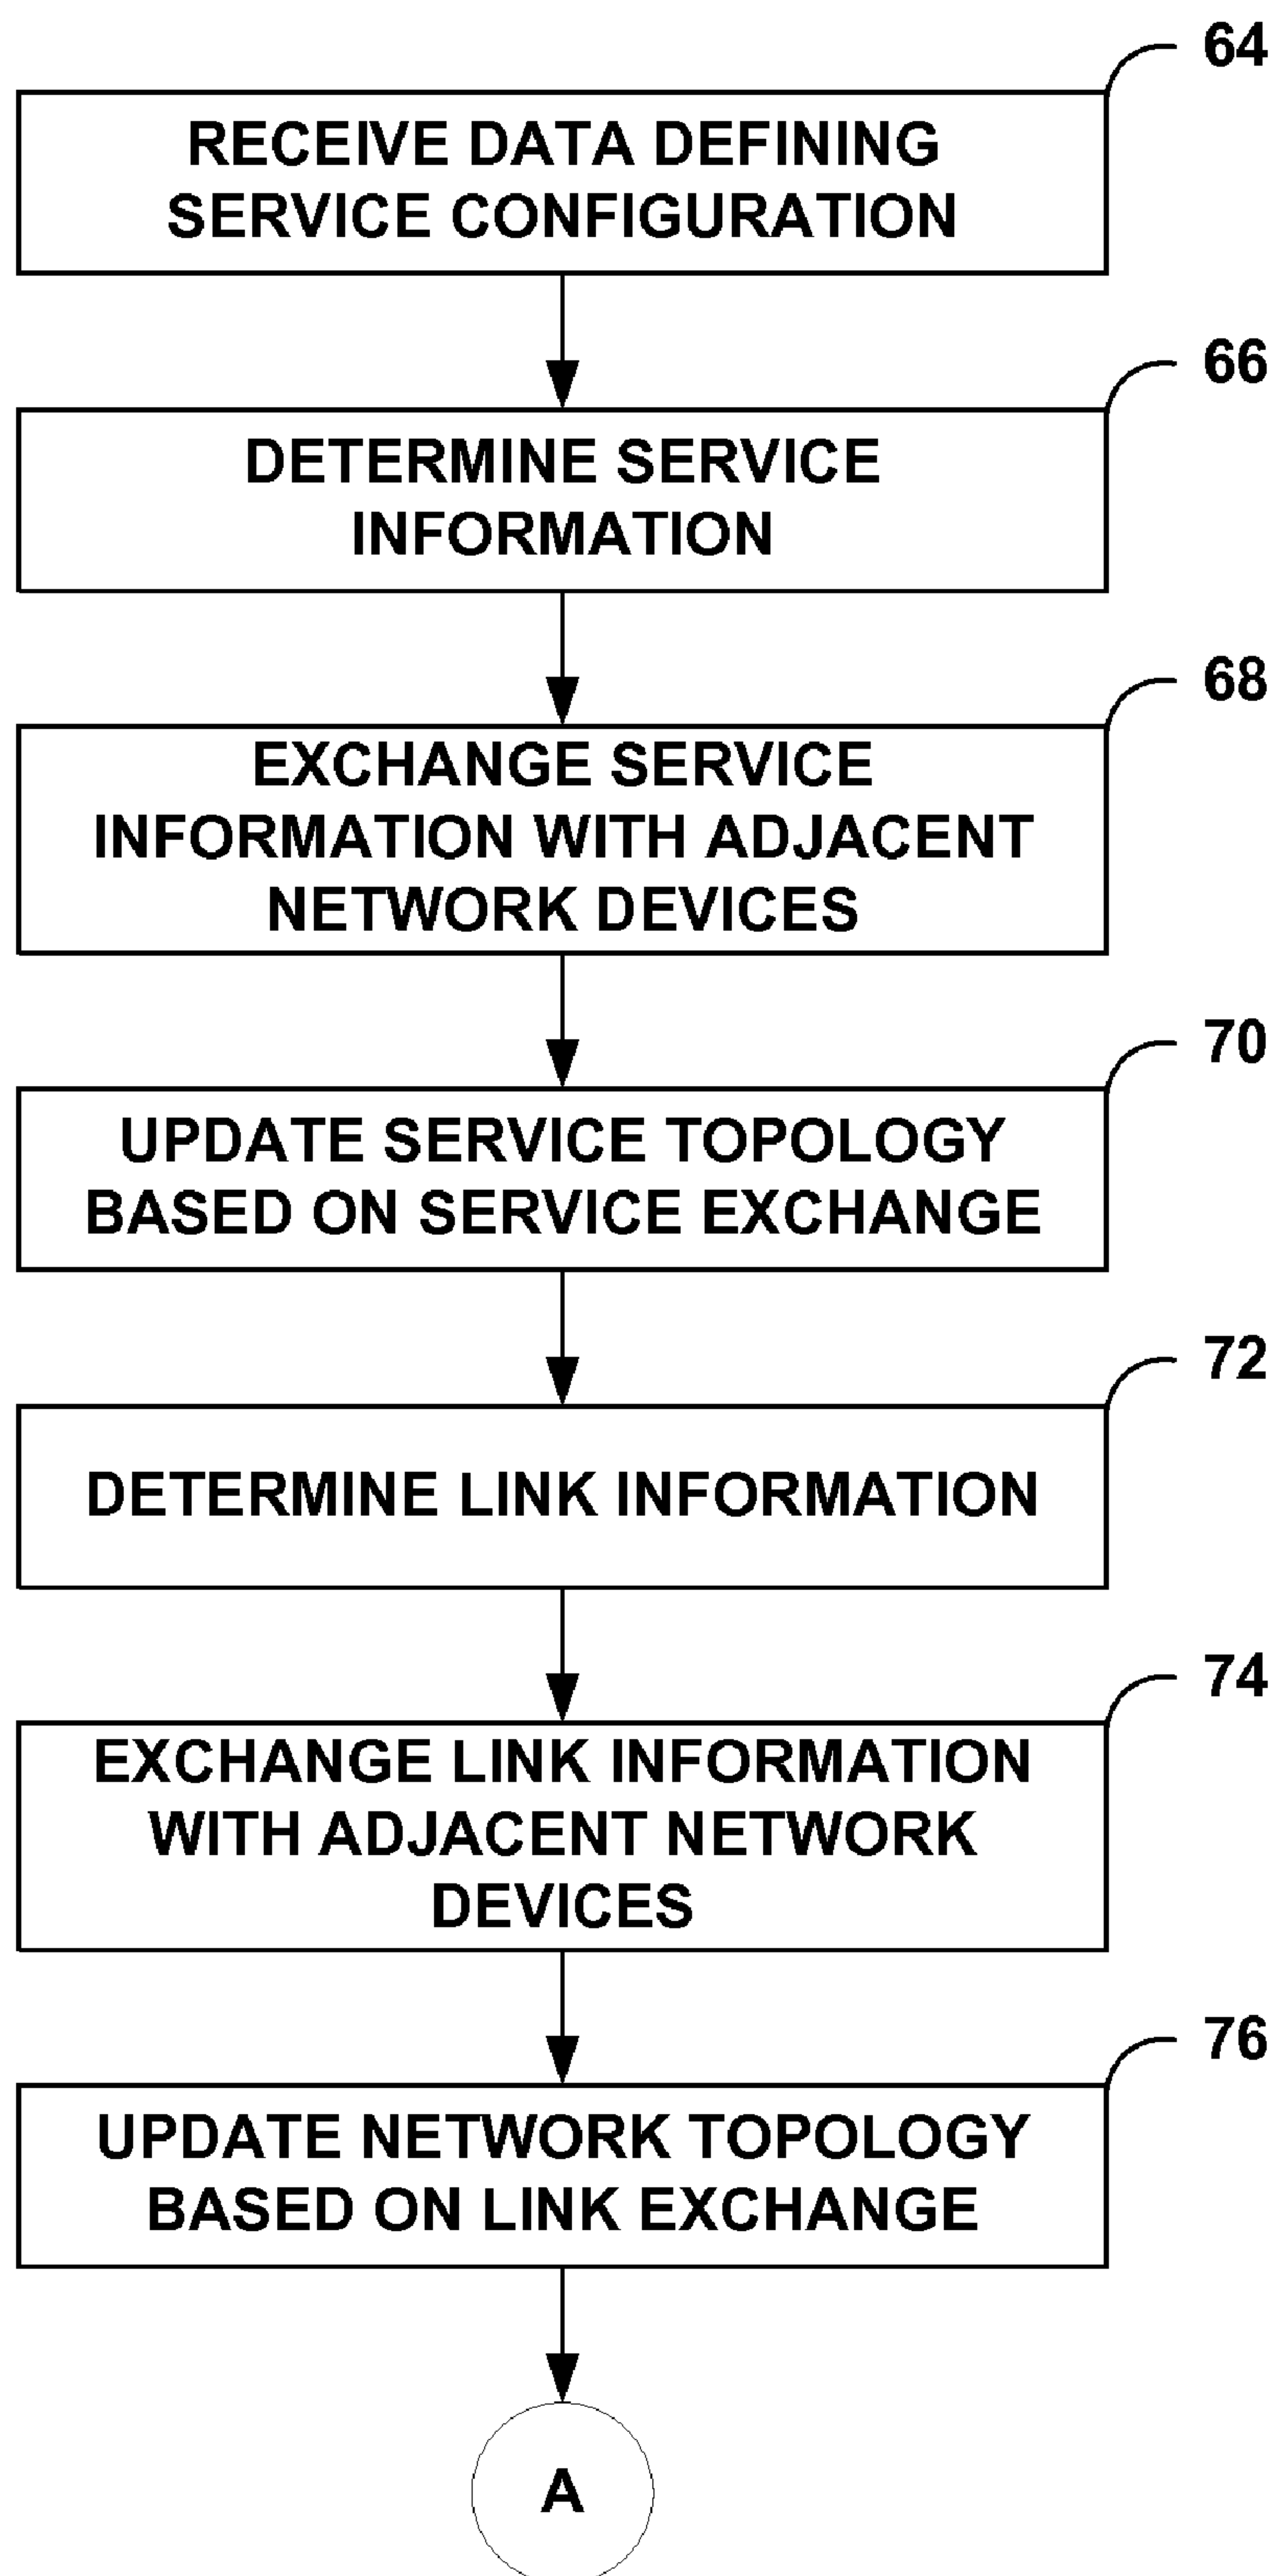 64
RECEIVE DATA DEFINING
SERVICE CONFIGURATION
66
DETERMINE SERVICE
INFORMATION
68
EXCHANGE SERVICE
INFORMATION WITH ADJACENT
NETWORK DEVICES
70
UPDATE SERVICE TOPOLOGY
BASED ON SERVICE EXCHANGE
72
DETERMINE LINK INFORMATION
74
EXCHANGE LINK INFORMATION
WITH ADJACENT NETWORK
DEVICES
76
UPDATE NETWORK TOPOLOGY
BASED ON LINK EXCHANGE
A